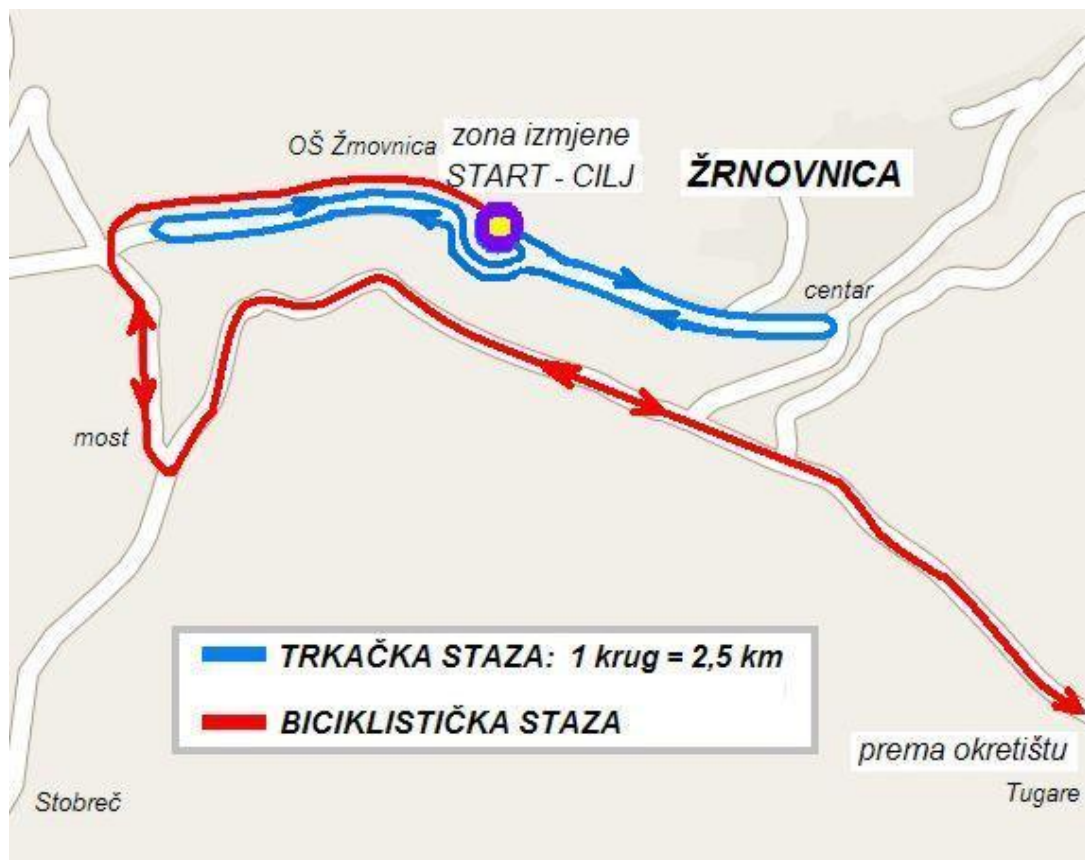 OŠ Žrnovnica
zona izmjene
START - CILJ
ŽRNOVNICA
centar
most
TRKAČKA STAZA: 1 krug = 2,5 km
BICIKLISTIČKA STAZA
prema okretištu
Stobreč
Tugare